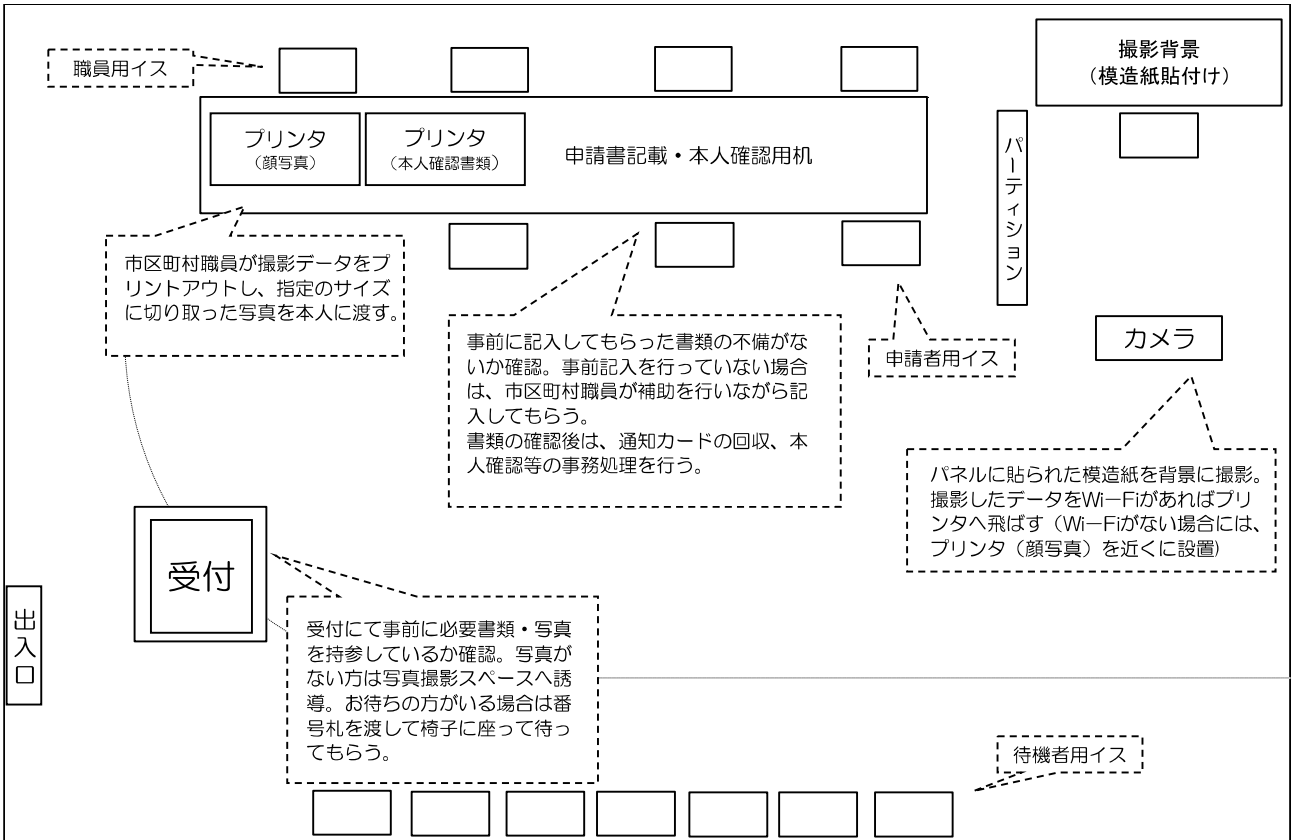 職員用イス
撮影背景
(模造紙貼付け)
プリンタ
(顔写真)
プリンタ
(本人確認書類)
申請書記載・本人確認用机
パーティション
市区町村職員が撮影データをプ
リントアウトし、指定のサイズ
に切り取った写真を本人に渡す。
事前に記入してもらった書類の不備がな
いか確認。事前記入を行っていない場合
は、市区町村職員が補助を行いながら記
入してもらう。
書類の確認後は、通知カードの回収、本
人確認等の事務処理を行う。
申請者用イス
カメラ
パネルに貼られた模造紙を背景に撮影。
撮影したデータをWi−Fiがあればプリ
ンタへ飛ばす(Wi−Fiがない場合には、
プリンタ(顔写真)を近くに設置)
受付
出入口
受付にて事前に必要書類・写真
を持参しているか確認。写真が
ない方は写真撮影スペースへ誘
導。お待ちの方がいる場合は番
号札を渡して椅子に座って待っ
てもらう。
待機者用イス